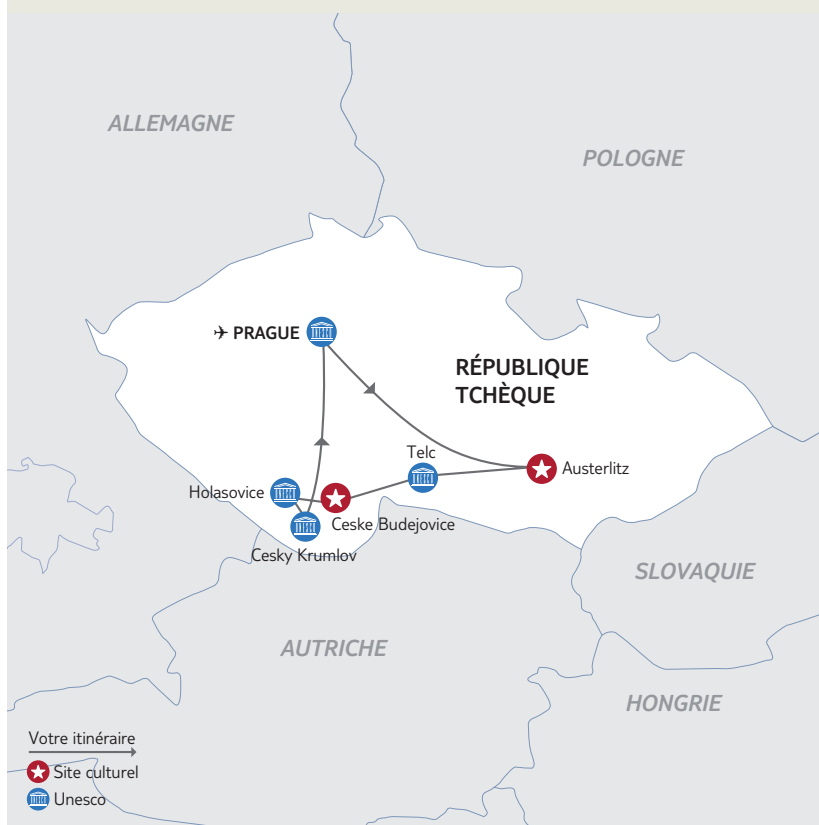 ALLEMAGNE
POLOGNE
✈ PRAGUE
RÉPUBLIQUE
TCHÈQUE
Telc
Austerlitz
Holasovice
Ceske Budejovice
Cesky Krumlov
SLOVAQUIE
AUTRICHE
HONGRIE
Votre itinéraire
Site culturel
Unesco